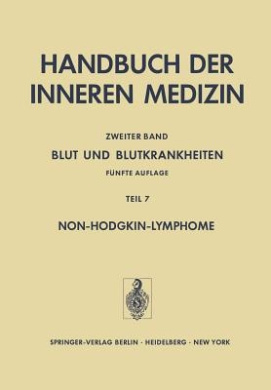 HANDBUCH DER
INNEREN MEDIZIN
ZWEITER BAND
BLUT UND BLUTKRANKHEITEN
FÜNFTE AUFLAGE
TEIL 7
NON-HODGKIN-LYMPHOME
SPRINGER-VERLAG BERLIN · HEIDELBERG · NEW YORK